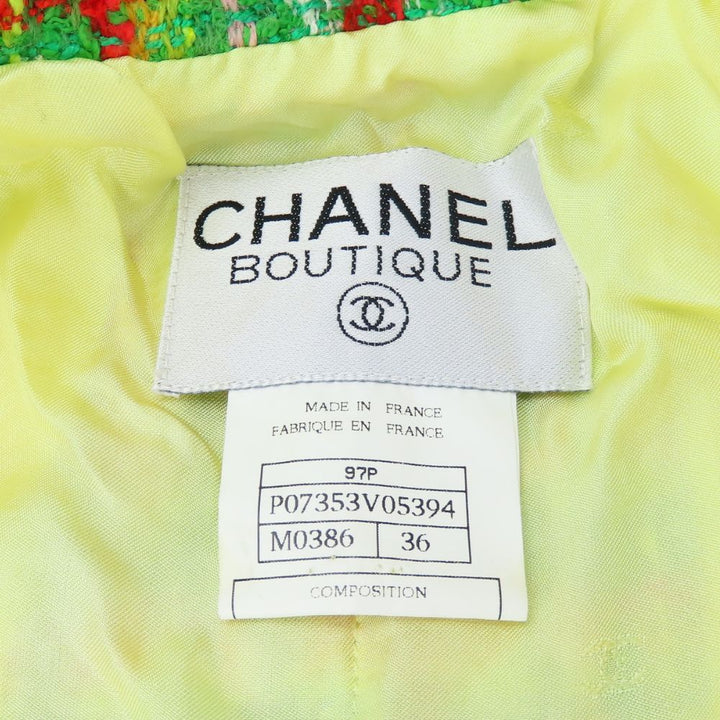 CHANEL
BOUTIQUE
MADE IN FRANCE
FABRIQUE EN FRANCE
97P
P07353V05394
M0386 36
COMPOSITION